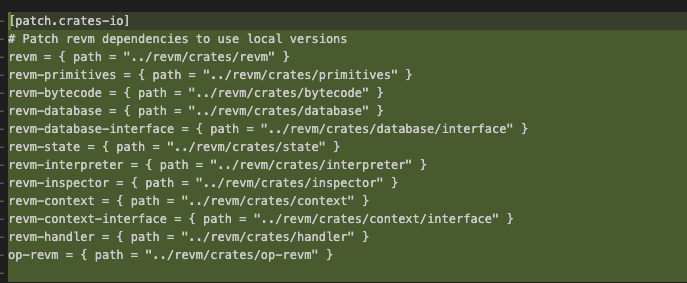 [patch.crates-io]
# Patch revm dependencies to use local versions
revm = { path = "../revm/crates/revm" }
revm-primitives = { path = "../revm/crates/primitives" }
revm-bytecode = { path = "../revm/crates/bytecode" }
revm-database = { path = "../revm/crates/database" }
revm-database-interface = { path = "../revm/crates/database/interface" }
revm-state = { path = "../revm/crates/state" }
revm-interpreter = { path = "../revm/crates/interpreter" }
revm-inspector = { path = "../revm/crates/inspector" }
revm-context = { path = "../revm/crates/context" }
revm-context-interface = { path = "../revm/crates/context/interface" }
revm-handler = { path = "../revm/crates/handler" }
op-revm = { path = "../revm/crates/op-revm" }